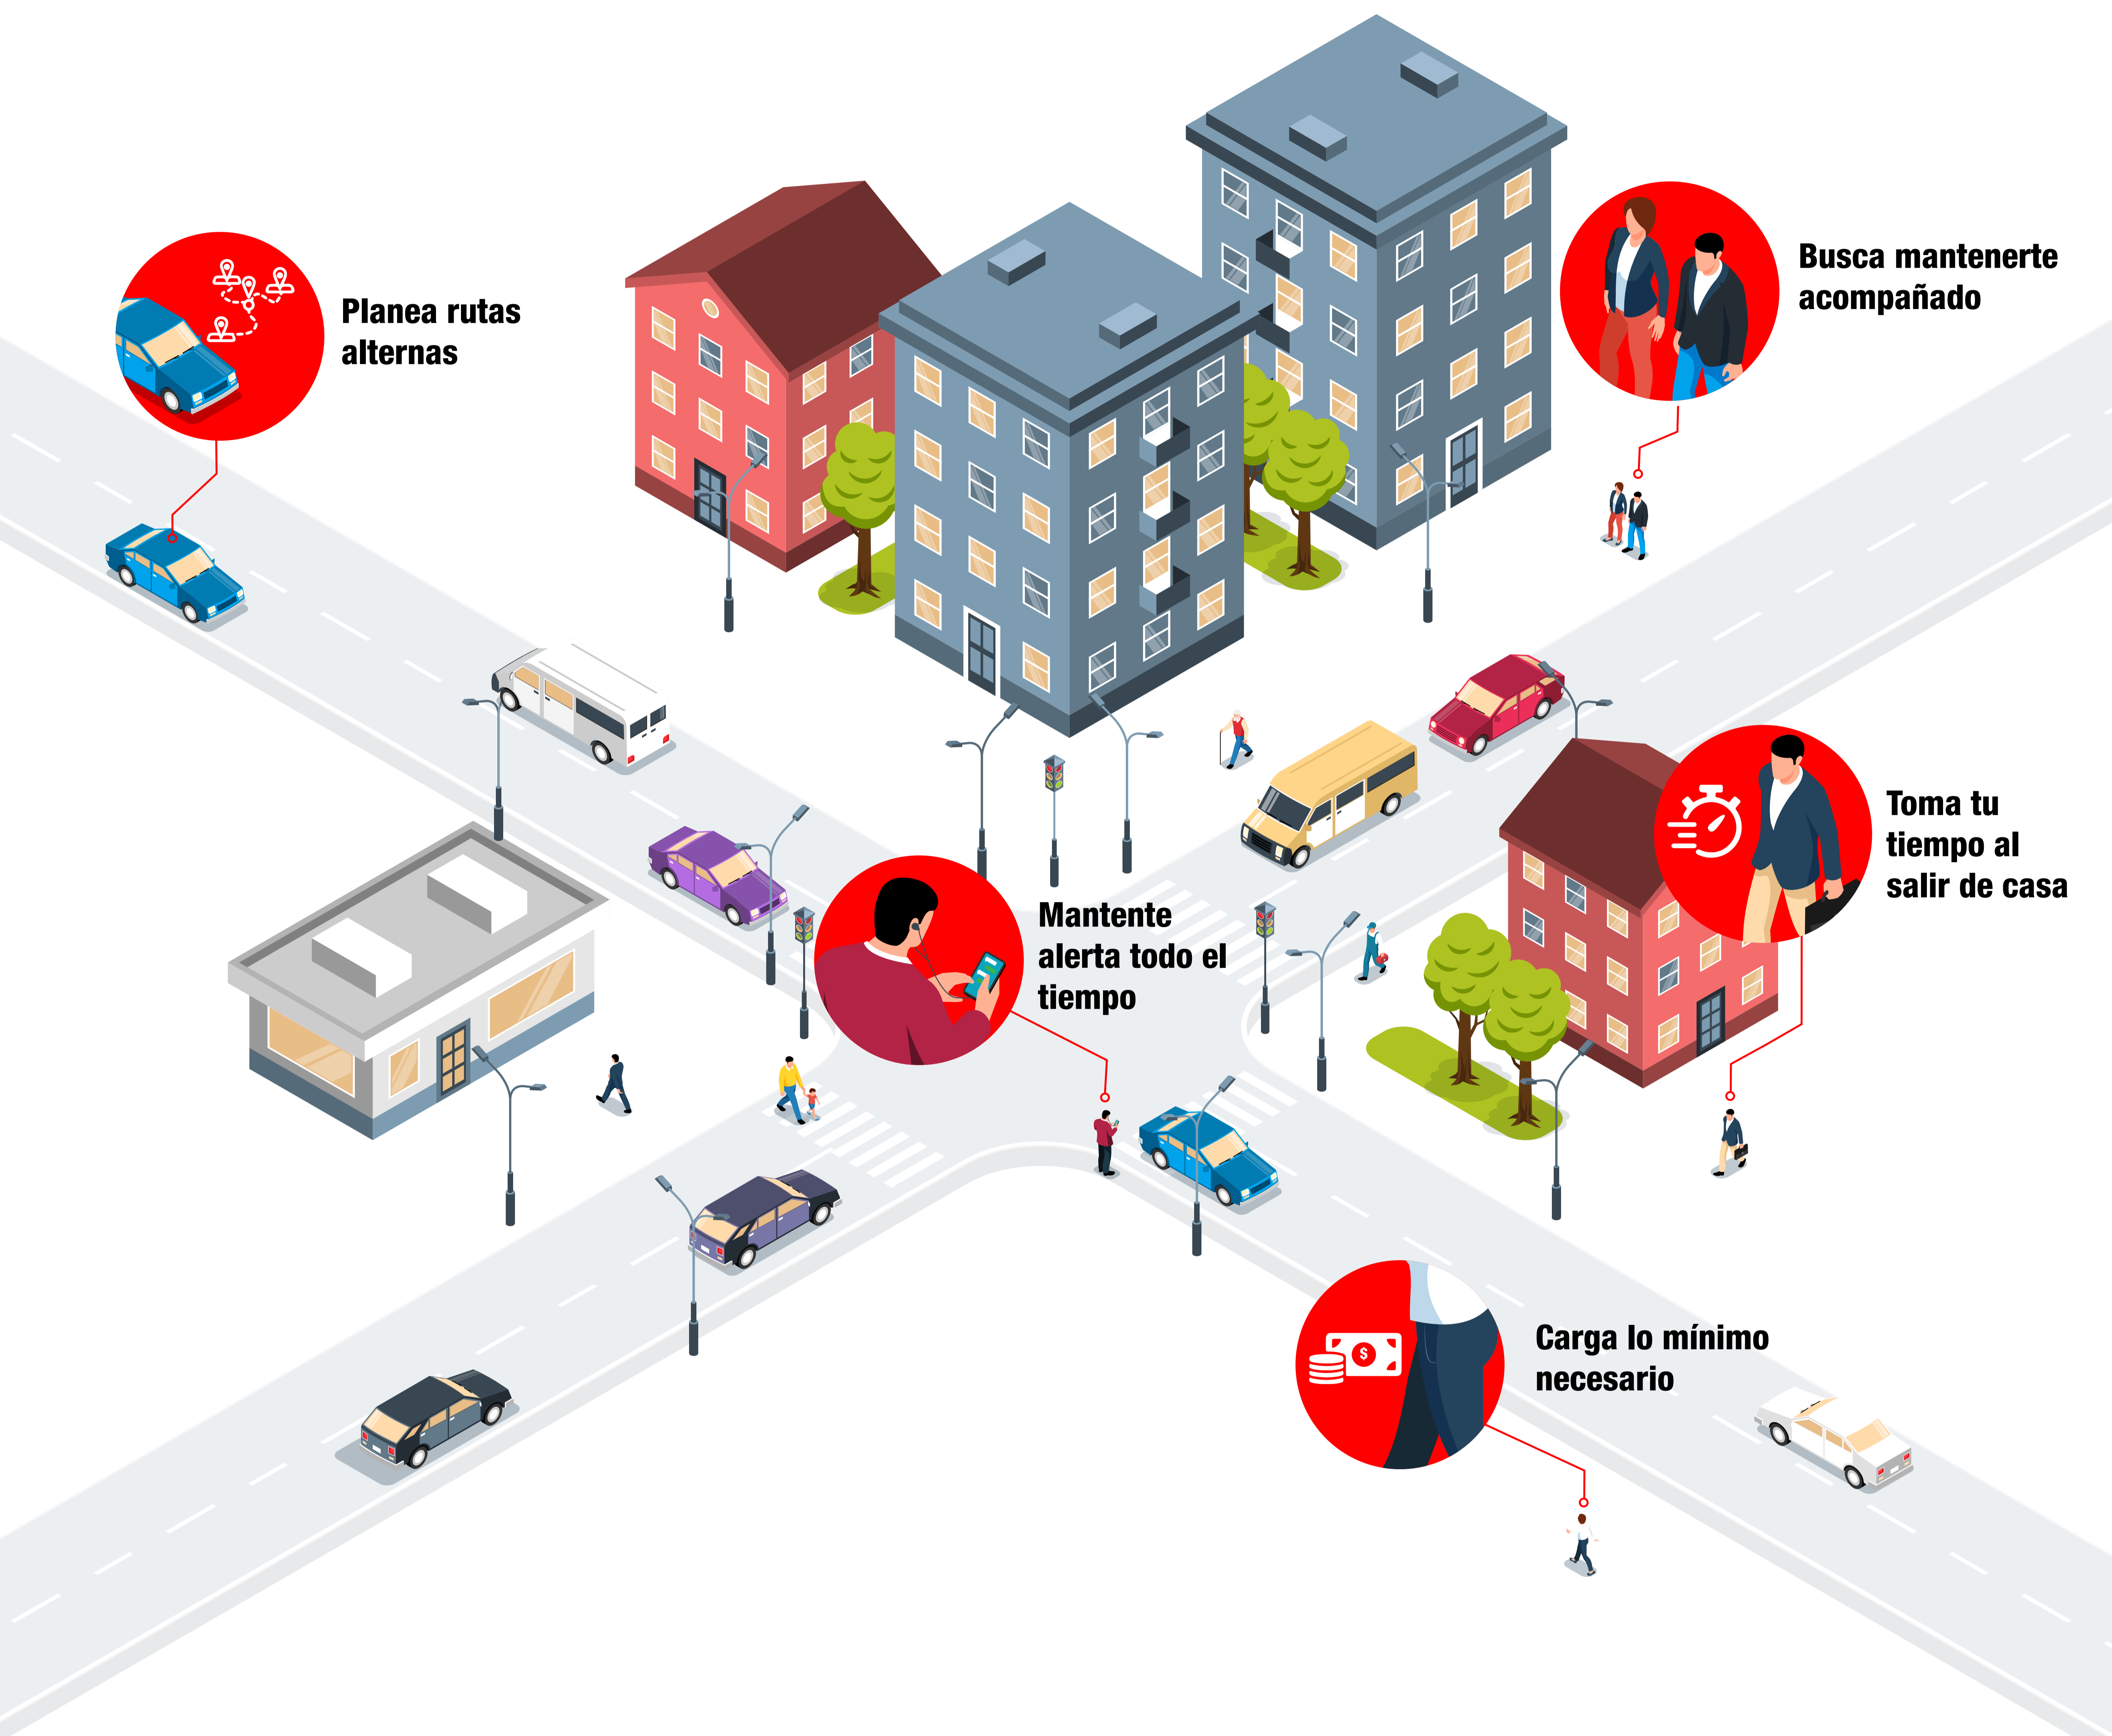 Planea rutas
alternas
Busca mantenerte
acompañado
Toma tu
tiempo al
salir de casa
Mantente
alerta todo el
tiempo
$
Carga lo mínimo
necesario